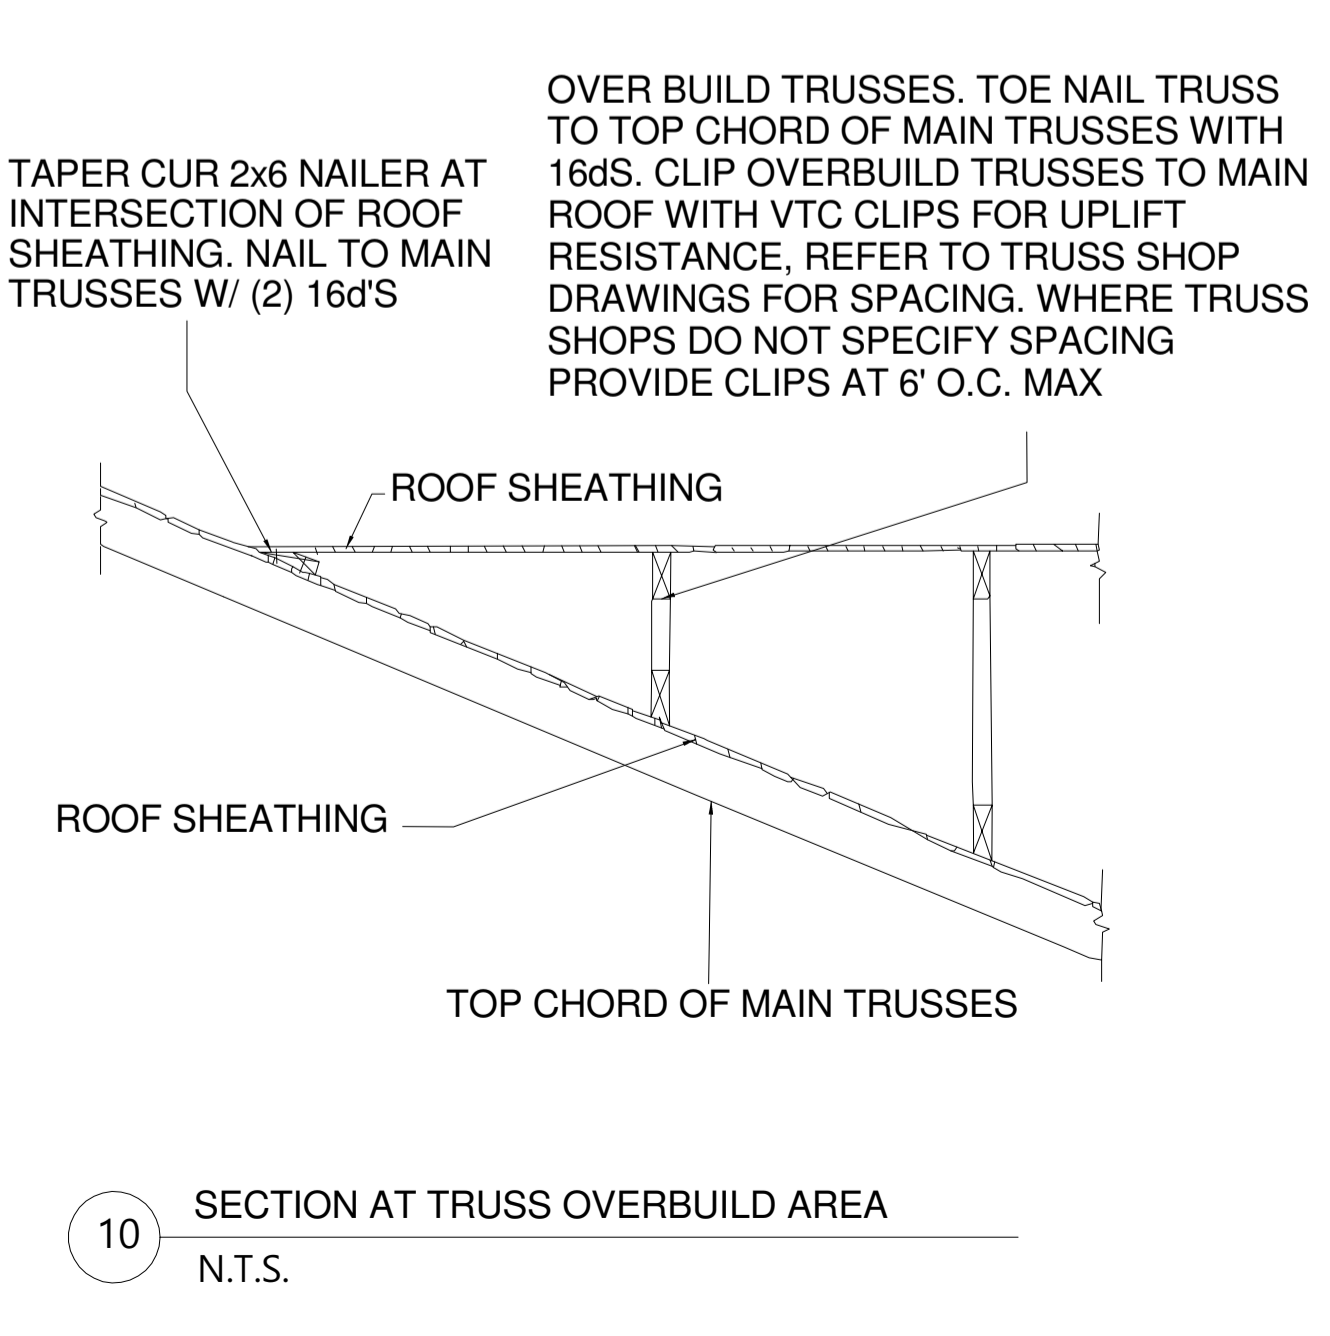 TAPER CUR 2x6 NAILER AT
INTERSECTION OF ROOF
SHEATHING. NAIL TO MAIN
TRUSSES W/ (2) 16d'S
OVER BUILD TRUSSES. TOE NAIL TRUSS
TO TOP CHORD OF MAIN TRUSSES WITH
16dS. CLIP OVERBUILD TRUSSES TO MAIN
ROOF WITH VTC CLIPS FOR UPLIFT
RESISTANCE, REFER TO TRUSS SHOP
DRAWINGS FOR SPACING. WHERE TRUSS
SHOPS DO NOT SPECIFY SPACING
PROVIDE CLIPS AT 6' O.C. MAX
ROOF SHEATHING
ROOF SHEATHING
TOP CHORD OF MAIN TRUSSES
10
SECTION AT TRUSS OVERBUILD AREA
N.T.S.